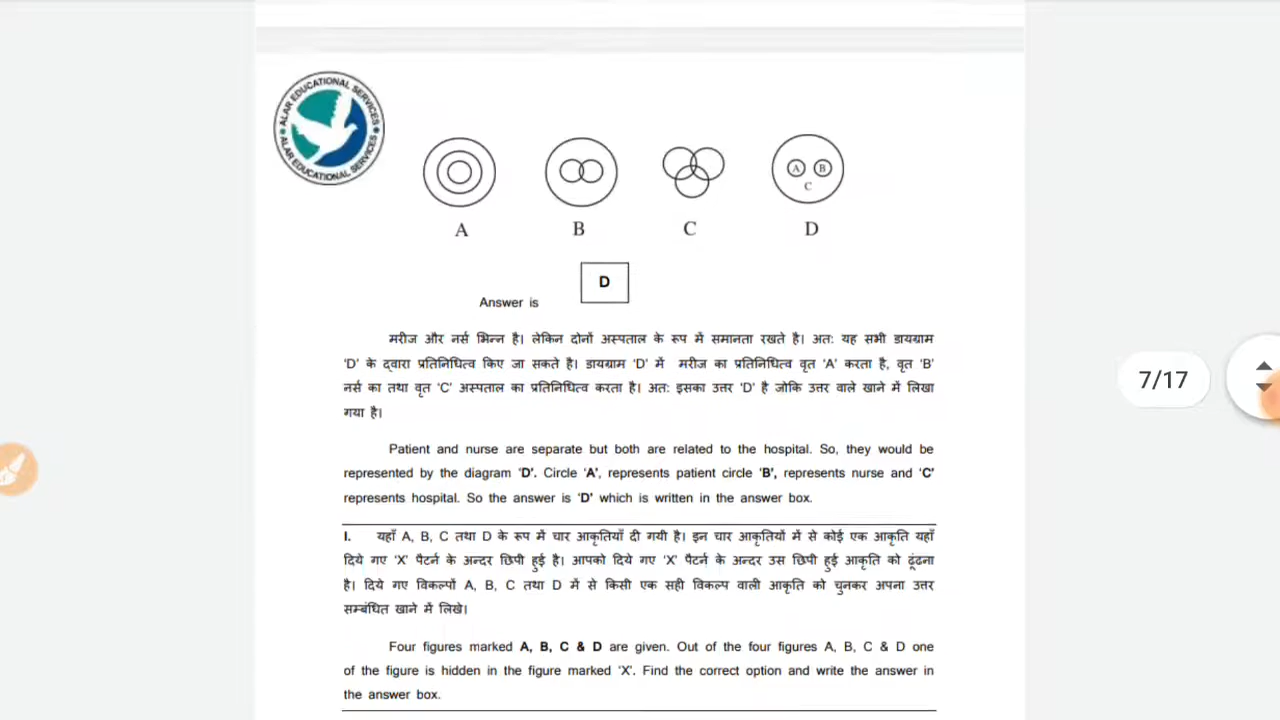 ALAR EDUCATIONAL SERVICES
ALAR EDUCATIONAL SERVICES
A B
C
A B C D
D
Answer is
मरीज और नर्स भिन्न है। लेकिन दोनों अस्पताल के रूप में समानता रखते है। अतः यह सभी डायग्राम
'D' के द्वारा प्रतिनिधित्व किए जा सकते है। डायग्राम 'D' में मरीज का प्रतिनिधित्व वृत 'A' करता है, वृत 'B'
नर्स का तथा वृत 'C' अस्पताल का प्रतिनिधित्व करता है। अतः इसका उत्तर 'D' है जोकि उत्तर वाले खाने में लिखा
गया है।
7/17
Patient and nurse are separate but both are related to the hospital. So, they would be
represented by the diagram 'D'. Circle 'A', represents patient circle 'B', represents nurse and 'C'
represents hospital. So the answer is 'D' which is written in the answer box.
I. यहाँ A, B, C तथा D के रूप में चार आकृतियाँ दी गयी है। इन चार आकृतियों में से कोई एक आकृति यहाँ
दिये गए 'X' पैटर्न के अन्दर छिपी हुई है। आपको दिये गए 'X' पैटर्न के अन्दर उस छिपी हुई आकृति को ढूंढना
है। दिये गए विकल्पों A, B, C तथा D में से किसी एक सही विकल्प वाली आकृति को चुनकर अपना उत्तर
सम्बंधित खाने में लिखे।
Four figures marked A, B, C & D are given. Out of the four figures A, B, C & D one
of the figure is hidden in the figure marked 'X'. Find the correct option and write the answer in
the answer box.